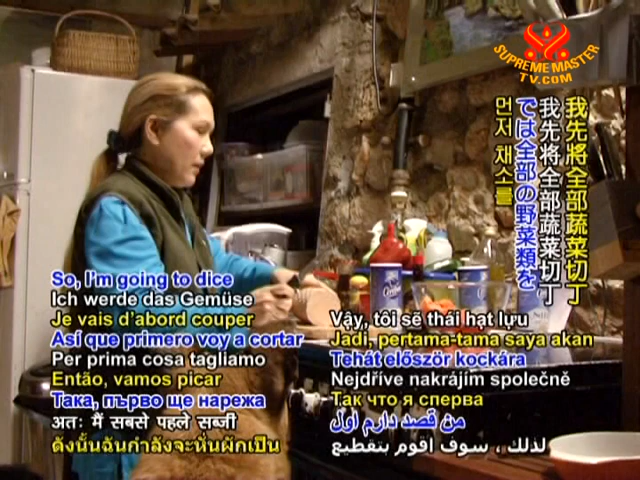 SUPREME MASTER
TV.COM
我先將全部蔬菜切丁
我先将全部蔬菜切丁
では全部の野菜類を
먼저 채소를
So, I'm going to dice
Ich werde das Gemüse
Je vais d'abord couper
Así que primero voy a cortar
Per prima cosa tagliamo
Então, vamos picar
Така, първо ще нарежа
अतः मैं सबसे पहले सब्जी
ดังนั้นฉันกำลังจะหั่นผักเป็น
Vậy, tôi sẽ thái hạt lựu
Jadi, pertama-tama saya akan
Tehát először kockára
Nejdříve nakrájím společně
Так что я сперва
من قصد دارم اول
لذلك ، سوف اقوم بتقطيع